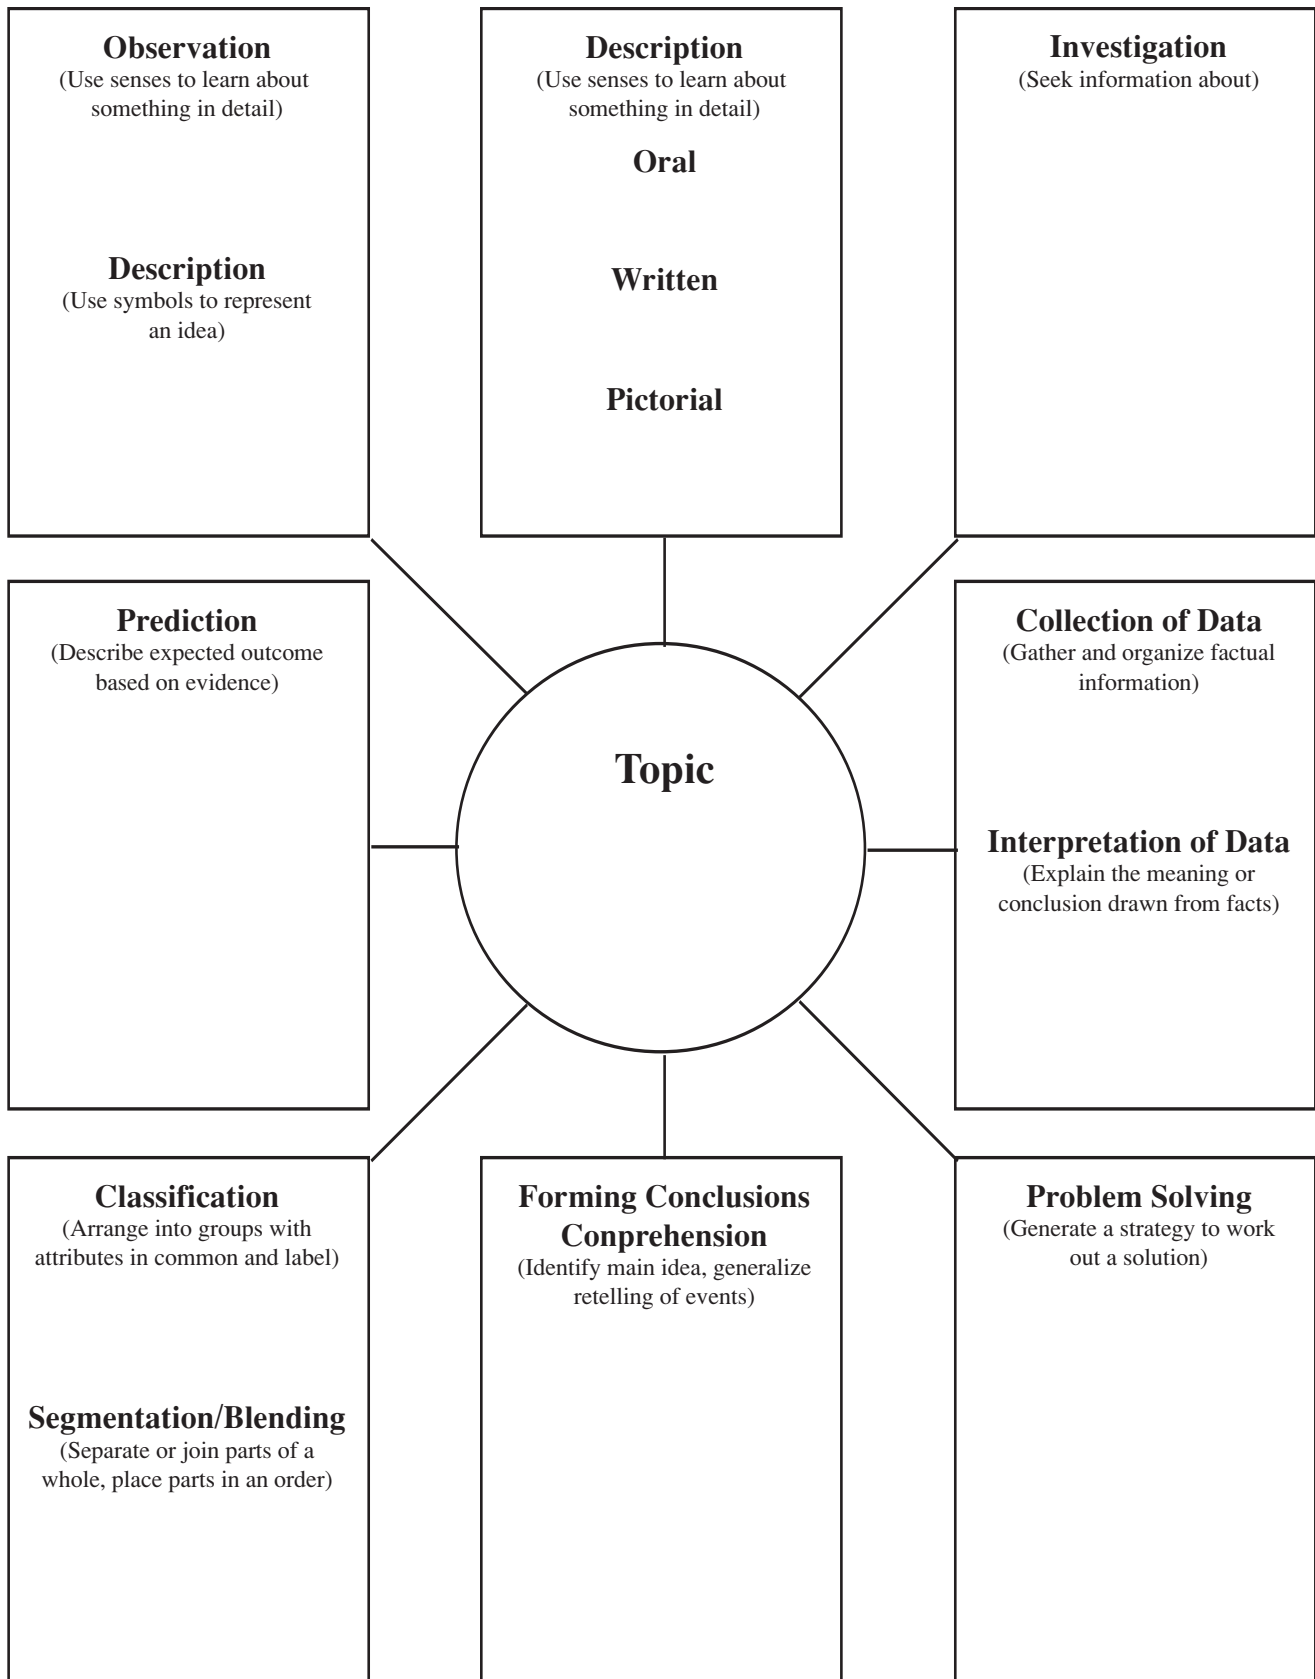 Observation
(Use senses to learn about
something in detail)
Description
(Use symbols to represent
an idea)
Description
(Use senses to learn about
something in detail)
Oral
Written
Pictorial
Investigation
(Seek information about)
Prediction
(Describe expected outcome
based on evidence)
Topic
Collection of Data
(Gather and organize factual
information)
Interpretation of Data
(Explain the meaning or
conclusion drawn from facts)
Classification
(Arrange into groups with
attributes in common and label)
Segmentation/Blending
(Separate or join parts of a
whole, place parts in an order)
Forming Conclusions
Conprehension
(Identify main idea, generalize
retelling of events)
Problem Solving
(Generate a strategy to work
out a solution)